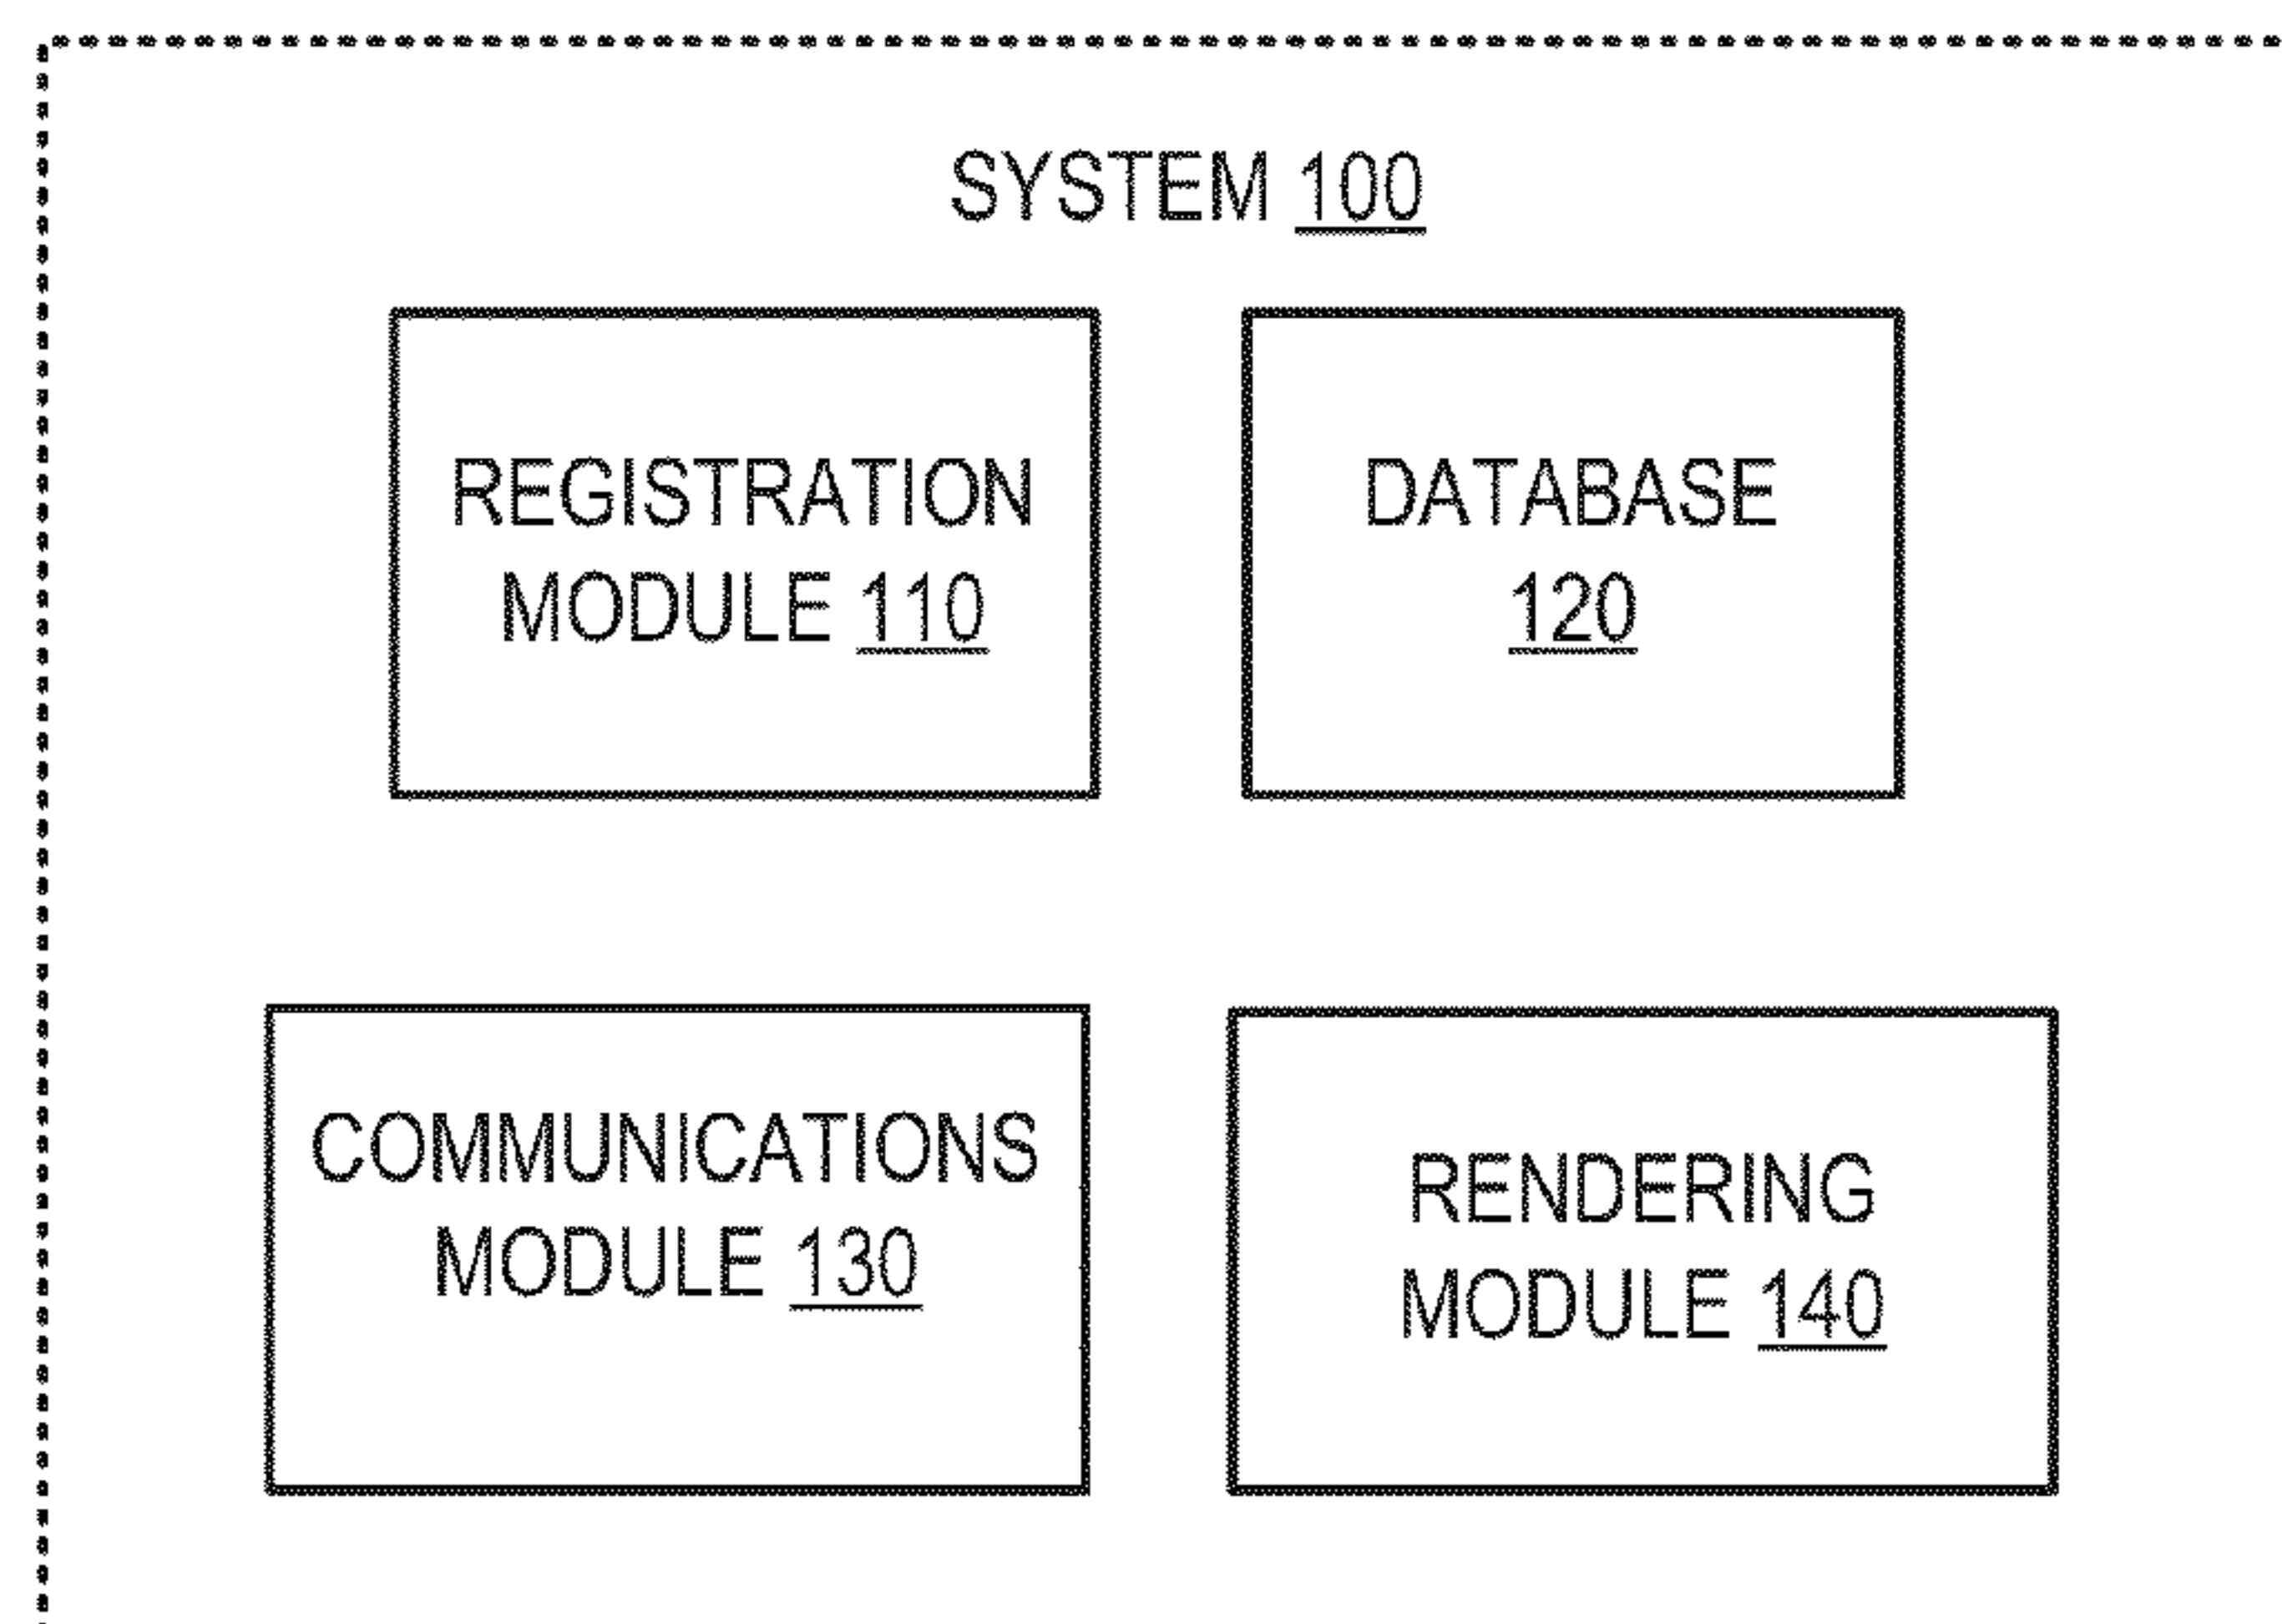 SYSTEM 100
REGISTRATION
MODULE 110
DATABASE
120
COMMUNICATIONS
MODULE 130
RENDERING
MODULE 140